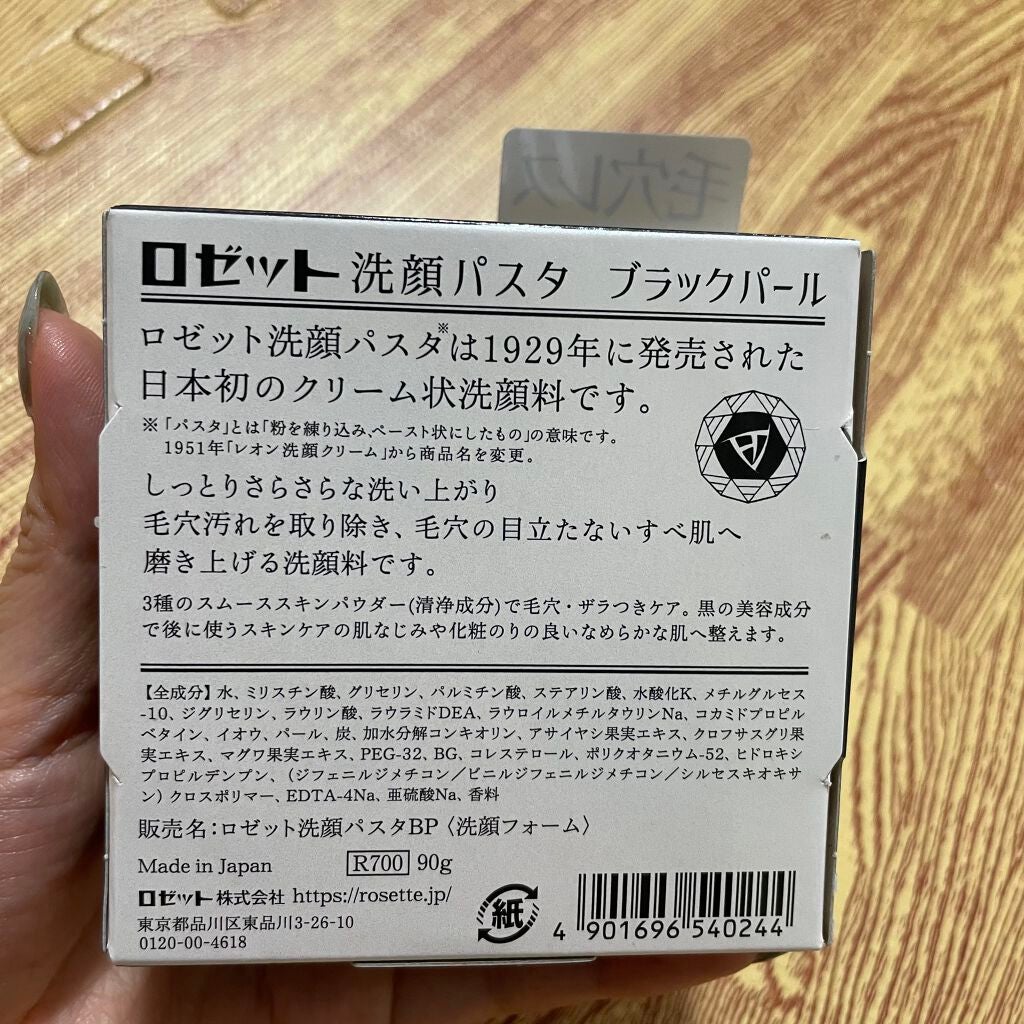 毛穴レス
ロゼット洗顔パスタ ブラックパール
ロゼット洗顔パスタ※は1929年に発売された
日本初のクリーム状洗顔料です。
※「パスタ」とは「粉を練り込み、ペースト状にしたもの」の意味です。
1951年「レオン洗顔クリーム」から商品名を変更。
しっとりさらさらな洗い上がり
毛穴汚れを取り除き、毛穴の目立たないすべ肌へ
磨き上げる洗顔料です。
3種のスムーススキンパウダー(清浄成分)で毛穴・ザラつきケア。黒の美容成分
で後に使うスキンケアの肌なじみや化粧のりの良いなめらかな肌へ整えます。
【全成分】水、ミリスチン酸、グリセリン、パルミチン酸、ステアリン酸、水酸化K、メチルグルセス
-10、ジグリセリン、ラウリン酸、ラウラミドDEA、ラウロイルメチルタウリンNa、コカミドプロピル
ベタイン、イオウ、パール、炭、加水分解コンキオリン、アサイヤシ果実エキス、クロフサスグリ果
実エキス、マグワ果実エキス、PEG-32、BG、コレステロール、ポリクオタニウム-52、ヒドロキシ
プロピルデンプン、(ジフェニルジメチコン／ビニルジフェニルジメチコン／シルセスキオキサ
ン)クロスポリマー、EDTA-4Na、亜硫酸Na、香料
販売名：ロゼット洗顔パスタBP〈洗顔フォーム〉
Made in Japan R700 90g
ロゼット株式会社 https://rosette.jp/
東京都品川区東品川3-26-10
0120-00-4618
紙
4 901696 540244